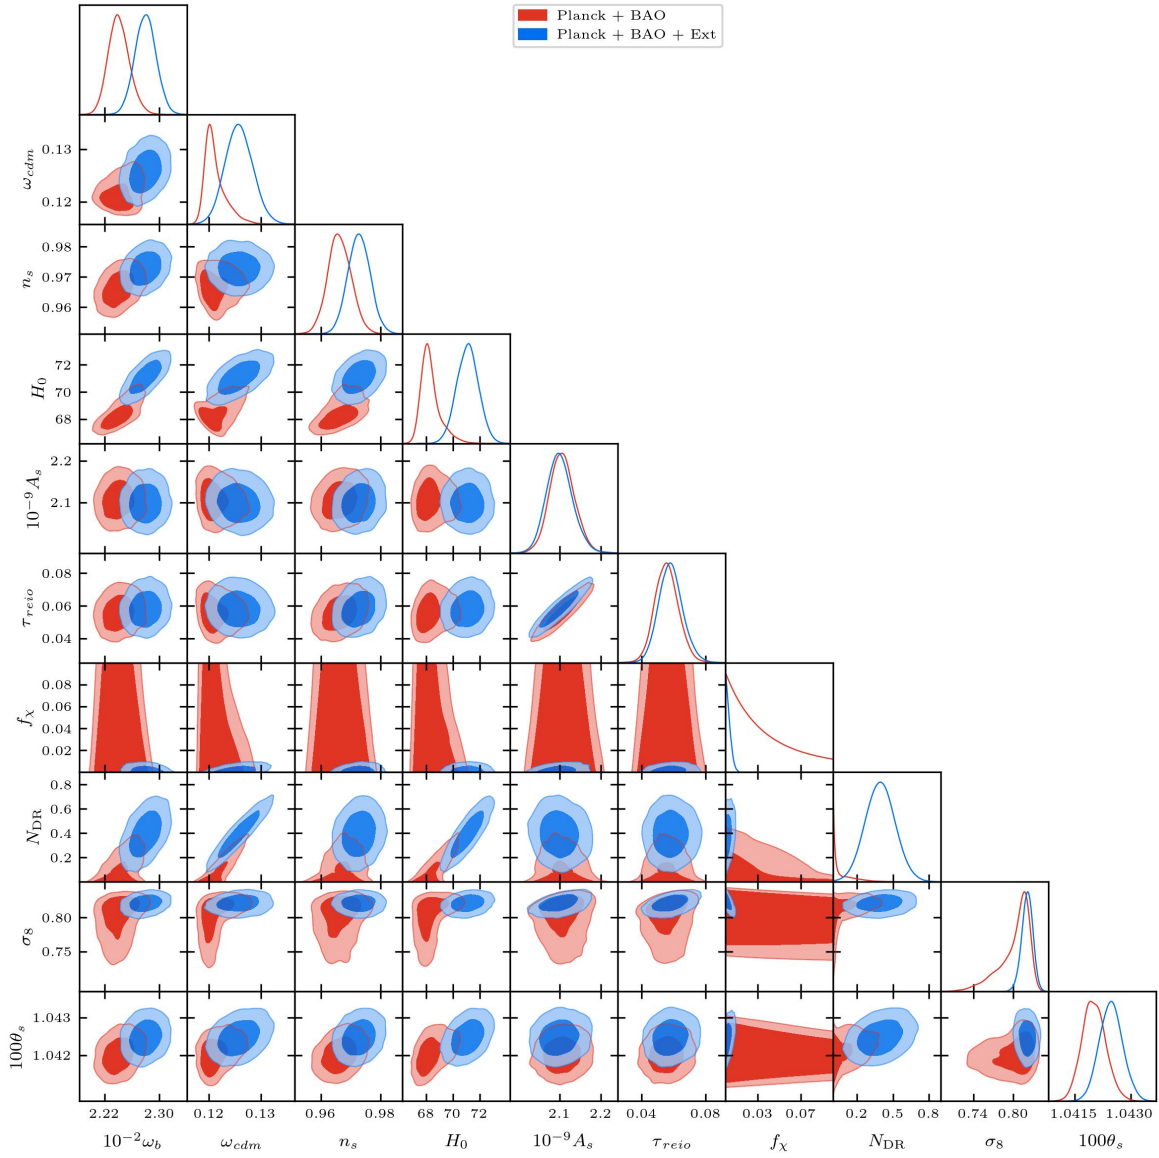 Planck + BAO
Planck + BAO + Ext
ω_cdm 0.13 0.12
n_s 0.98 0.97 0.96
H_0 72 70 68
10^{-9}A_s 2.2 2.1
τ_reio 0.08 0.06 0.04
f_χ 0.08 0.06 0.04 0.02
N_DR 0.8 0.6 0.4 0.2
σ_8 0.80 0.75
100θ_s 1.043 1.042
2.22 2.30 0.12 0.13 0.96 0.98 68 70 72 2.1 2.2 0.04 0.08 0.03 0.07 0.2 0.5 0.8 0.74 0.80 1.0415 1.0430
10^{-2}ω_b ω_cdm n_s H_0 10^{-9}A_s τ_reio f_χ N_DR σ_8 100θ_s